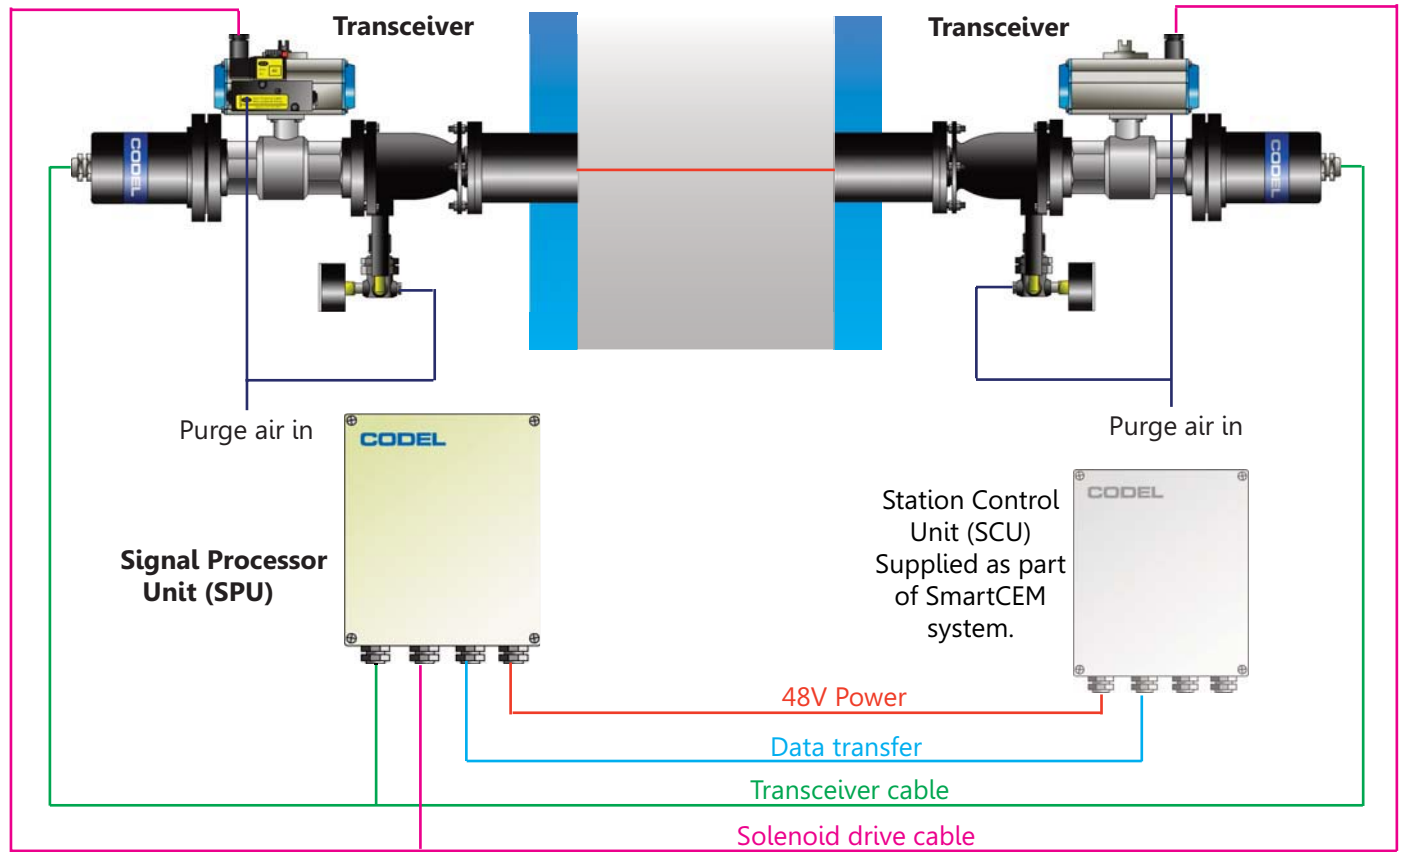 Transceiver
Transceiver
CODEL
CODEL
Purge air in
Purge air in
CODEL
CODEL
Station Control
Unit (SCU)
Supplied as part
of SmartCEM
system.
Signal Processor
Unit (SPU)
48V Power
Data transfer
Transceiver cable
Solenoid drive cable